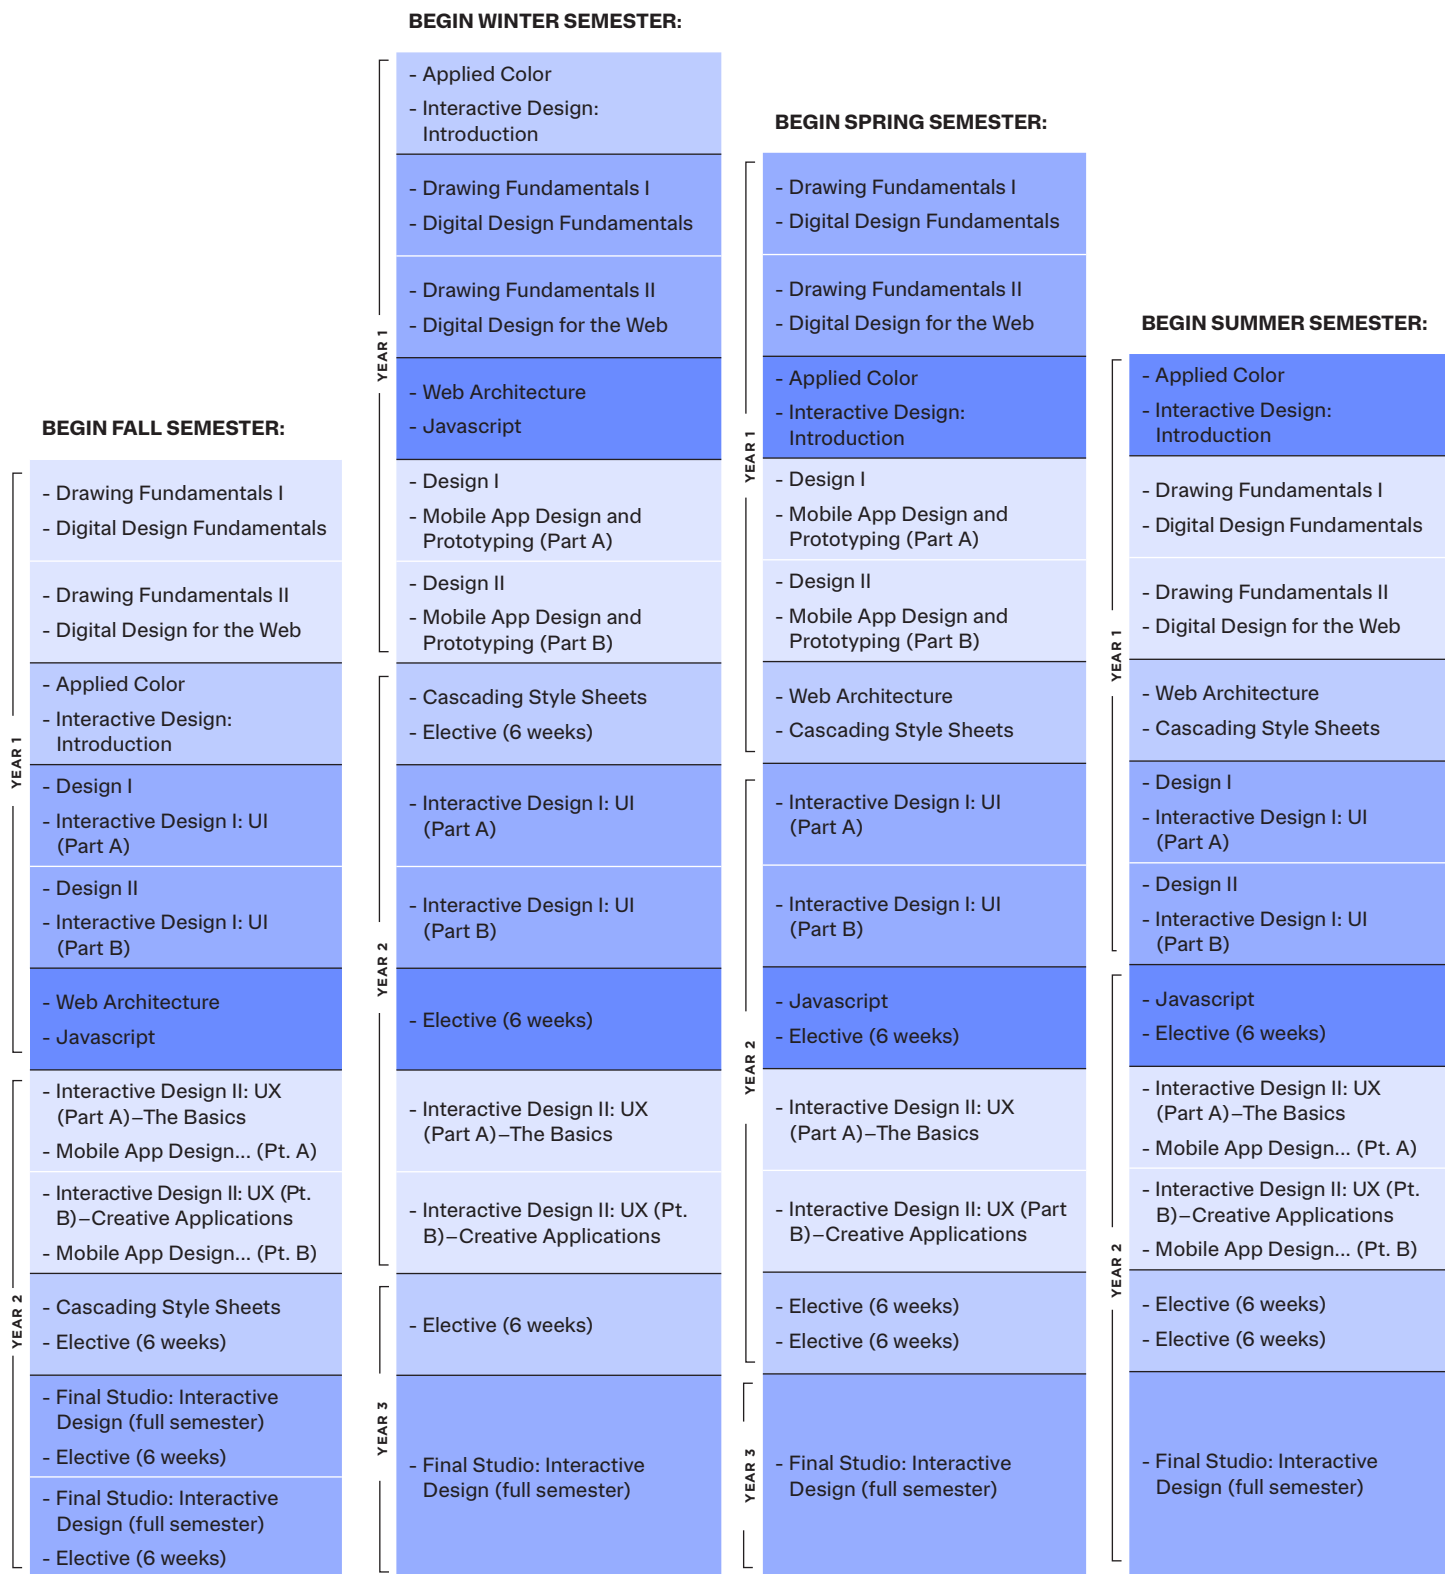 BEGIN FALL SEMESTER:
YEAR 1
- Drawing Fundamentals I
- Digital Design Fundamentals
- Drawing Fundamentals II
- Digital Design for the Web
- Applied Color
- Interactive Design:
Introduction
- Design I
- Interactive Design I: UI
(Part A)
- Design II
- Interactive Design I: UI
(Part B)
- Web Architecture
- Javascript
YEAR 2
- Interactive Design II: UX
(Part A)–The Basics
- Mobile App Design... (Pt. A)
- Interactive Design II: UX (Pt.
B)–Creative Applications
- Mobile App Design... (Pt. B)
- Cascading Style Sheets
- Elective (6 weeks)
- Final Studio: Interactive
Design (full semester)
- Elective (6 weeks)
- Final Studio: Interactive
Design (full semester)
- Elective (6 weeks)
BEGIN WINTER SEMESTER:
YEAR 1
- Applied Color
- Interactive Design:
Introduction
- Drawing Fundamentals I
- Digital Design Fundamentals
- Drawing Fundamentals II
- Digital Design for the Web
- Web Architecture
- Javascript
- Design I
- Mobile App Design and
Prototyping (Part A)
- Design II
- Mobile App Design and
Prototyping (Part B)
YEAR 2
- Cascading Style Sheets
- Elective (6 weeks)
- Interactive Design I: UI
(Part A)
- Interactive Design I: UI
(Part B)
- Elective (6 weeks)
- Interactive Design II: UX
(Part A)–The Basics
- Interactive Design II: UX (Pt.
B)–Creative Applications
YEAR 3
- Elective (6 weeks)
- Final Studio: Interactive
Design (full semester)
BEGIN SPRING SEMESTER:
YEAR 1
- Drawing Fundamentals I
- Digital Design Fundamentals
- Drawing Fundamentals II
- Digital Design for the Web
- Applied Color
- Interactive Design:
Introduction
- Design I
- Mobile App Design and
Prototyping (Part A)
- Design II
- Mobile App Design and
Prototyping (Part B)
- Web Architecture
- Cascading Style Sheets
YEAR 2
- Interactive Design I: UI
(Part A)
- Interactive Design I: UI
(Part B)
- Javascript
- Elective (6 weeks)
- Interactive Design II: UX
(Part A)–The Basics
- Interactive Design II: UX (Part
B)–Creative Applications
- Elective (6 weeks)
- Elective (6 weeks)
YEAR 3
- Final Studio: Interactive
Design (full semester)
BEGIN SUMMER SEMESTER:
YEAR 1
- Applied Color
- Interactive Design:
Introduction
- Drawing Fundamentals I
- Digital Design Fundamentals
- Drawing Fundamentals II
- Digital Design for the Web
- Web Architecture
- Cascading Style Sheets
- Design I
- Interactive Design I: UI
(Part A)
- Design II
- Interactive Design I: UI
(Part B)
YEAR 2
- Javascript
- Elective (6 weeks)
- Interactive Design II: UX
(Part A)–The Basics
- Mobile App Design... (Pt. A)
- Interactive Design II: UX (Pt.
B)–Creative Applications
- Mobile App Design... (Pt. B)
- Elective (6 weeks)
- Elective (6 weeks)
- Final Studio: Interactive
Design (full semester)